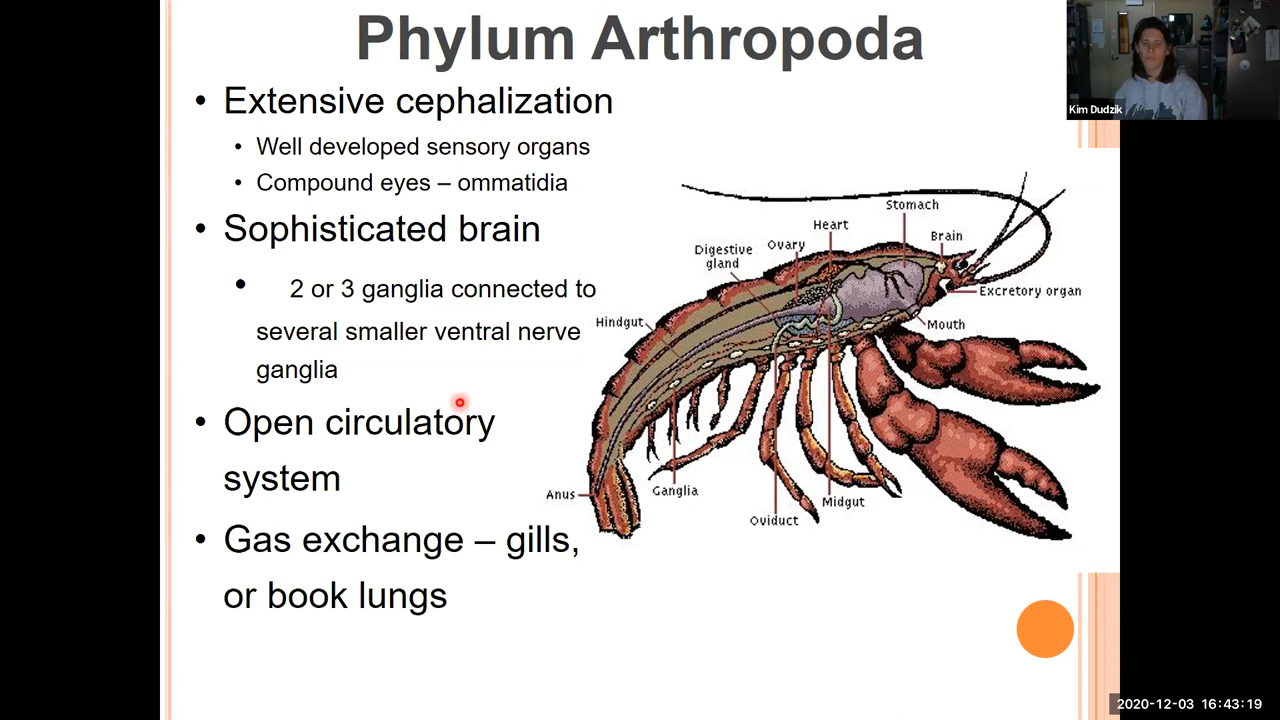 Phylum Arthropoda
• Extensive cephalization
• Well developed sensory organs
• Compound eyes – ommatidia
• Sophisticated brain
• 2 or 3 ganglia connected to
several smaller ventral nerve
ganglia
• Open circulatory
system
• Gas exchange – gills,
or book lungs
Kim Dudzik
Stomach
Heart
Brain
Ovary
Digestive
gland
Excretory organ
Hindgut
Mouth
Anus
Ganglia
Midgut
Oviduct
2020-12-03 16:43:19